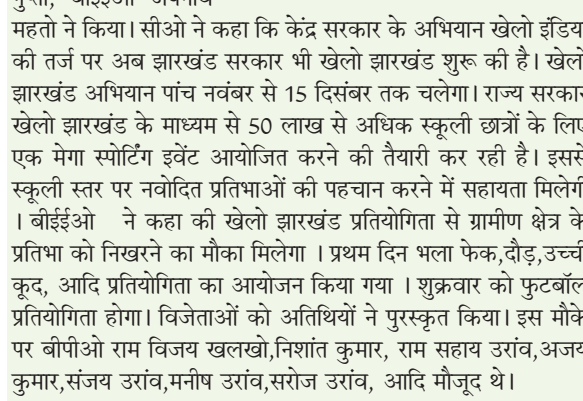 महतो ने किया। सीओ ने कहा कि केंद्र सरकार के अभियान खेलो इंडिया
की तर्ज पर अब झारखंड सरकार भी खेलो झारखंड शुरू की है। खेलो
झारखंड अभियान पांच नवंबर से 15 दिसंबर तक चलेगा। राज्य सरकार
खेलो झारखंड के माध्यम से 50 लाख से अधिक स्कूली छात्रों के लिए
एक मेगा स्पोर्टिंग इवेंट आयोजित करने की तैयारी कर रही है। इससे
स्कूली स्तर पर नवोदित प्रतिभाओं की पहचान करने में सहायता मिलेगी
। बीईईओ ने कहा की खेलो झारखंड प्रतियोगिता से ग्रामीण क्षेत्र के
प्रतिभा को निखरने का मौका मिलेगा । प्रथम दिन भला फेक,दौड़,उच्ची
कूद, आदि प्रतियोगिता का आयोजन किया गया । शुक्रवार को फुटबॉल
प्रतियोगिता होगा। विजेताओं को अतिथियों ने पुरस्कृत किया। इस मौके
पर बीपीओ राम विजय खलखो,निशांत कुमार, राम सहाय उरांव,अजय
कुमार,संजय उरांव,मनीष उरांव,सरोज उरांव, आदि मौजूद थे।